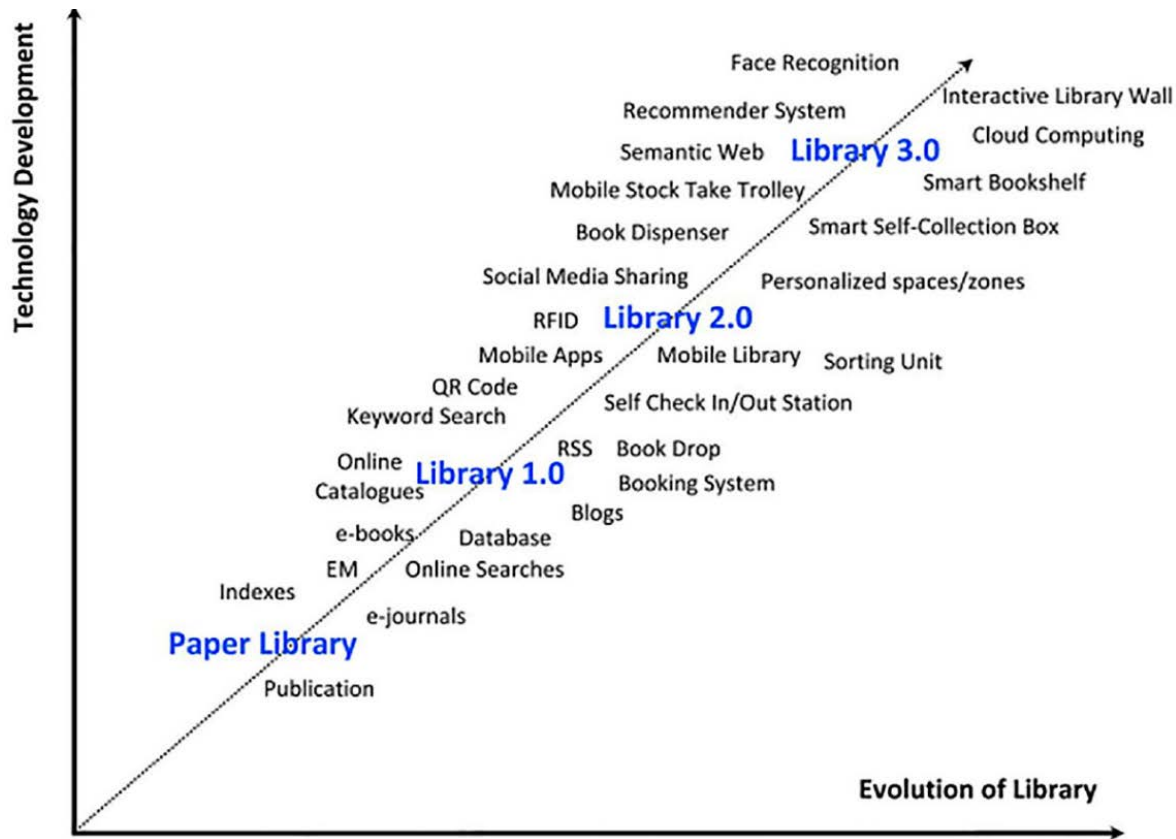 Technology Development
Face Recognition
Interactive Library Wall
Recommender System
Cloud Computing
Semantic Web
Library 3.0
Mobile Stock Take Trolley
Smart Bookshelf
Book Dispenser
Smart Self-Collection Box
Social Media Sharing
Personalized spaces/zones
RFID
Library 2.0
Mobile Apps
Mobile Library
Sorting Unit
QR Code
Self Check In/Out Station
Keyword Search
RSS
Book Drop
Online
Catalogues
Library 1.0
Booking System
Blogs
e-books
Database
EM
Online Searches
Indexes
e-journals
Paper Library
Publication
Evolution of Library